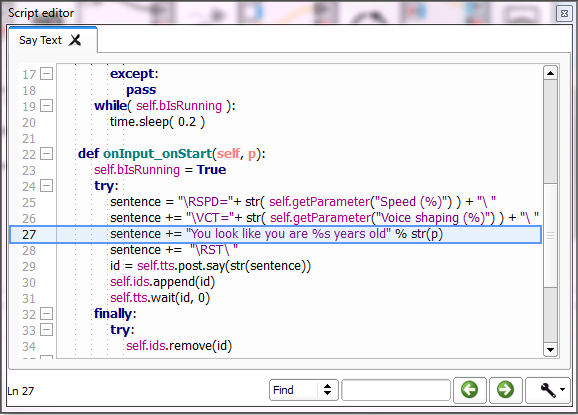 Script editor
Say Text
17 except:
18 pass
19 while( self.bIsRunning ):
20 time.sleep( 0.2 )
21
22 def onInput_onStart(self, p):
23 self.bIsRunning = True
24 try:
25 sentence = "\RSPD="+ str( self.getParameter("Speed (%)") ) + "\ "
26 sentence += "\VCT="+ str( self.getParameter("Voice shaping (%)") ) + "\ "
27 sentence += "You look like you are %s years old" % str(p)
28 sentence += "\RST\ "
29 id = self.tts.post.say(str(sentence))
30 self.ids.append(id)
31 self.tts.wait(id, 0)
32 finally:
33 try:
34 self.ids.remove(id)
Ln 27
Find